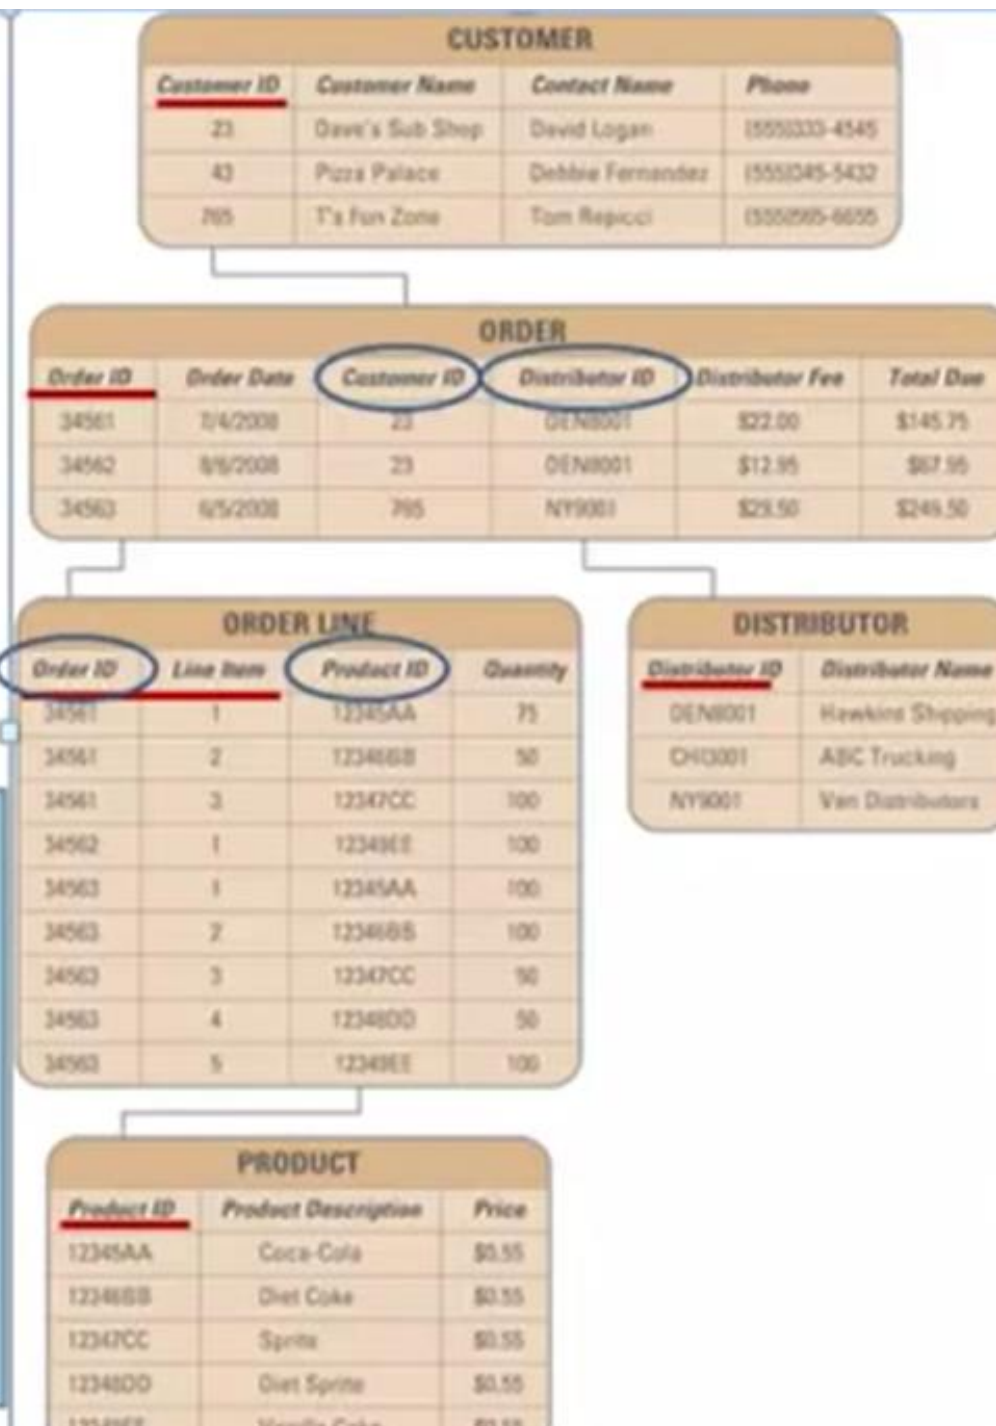 CUSTOMER
Customer ID Customer Name Contact Name Phone
23 Dave's Sub Shop David Logan (555)333-4545
43 Pizza Palace Debbie Fernandez (555)345-5432
765 T's Fun Zone Tom Repicci (555)565-6655
ORDER
Order ID Order Date Customer ID Distributor ID Distributor Fee Total Due
34561 7/4/2008 23 DEN8001 $22.00 $145.75
34562 8/6/2008 23 DEN8001 $12.95 $67.95
34563 6/5/2008 765 NY9001 $29.50 $249.50
ORDER LINE
Order ID Line Item Product ID Quantity
34561 1 12345AA 75
34561 2 12346BB 50
34561 3 12347CC 100
34562 1 12349EE 100
34563 1 12345AA 100
34563 2 12346BB 100
34563 3 12347CC 50
34563 4 12348DD 50
34563 5 12349EE 100
DISTRIBUTOR
Distributor ID Distributor Name
DEN8001 Hawkins Shipping
CHI3001 ABC Trucking
NY9001 Van Distributors
PRODUCT
Product ID Product Description Price
12345AA Coca-Cola $0.55
12346BB Diet Coke $0.55
12347CC Sprite $0.55
12348DD Diet Sprite $0.55